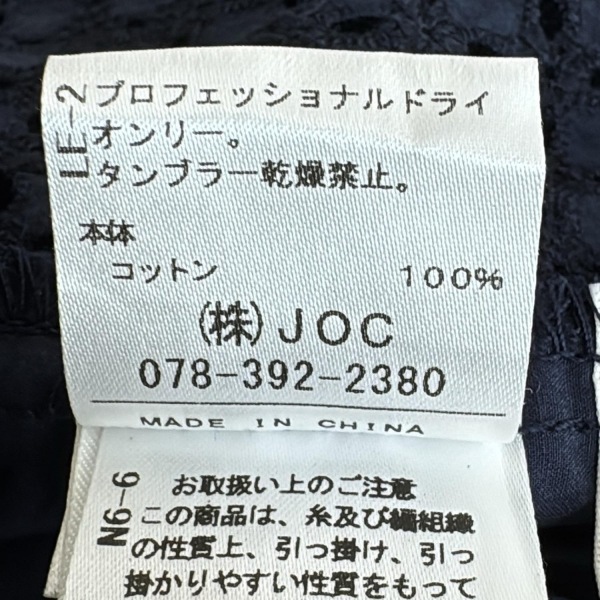 LE-2
プロフェッショナルドライ
オンリー。
タンブラー乾燥禁止。
本体
コットン 100%
(株)JOC
078-392-2380
MADE IN CHINA
N6-6
お取扱い上のご注意
この商品は、糸及び編組織
の性質上、引っ掛け、引っ
掛かりやすい性質をもって